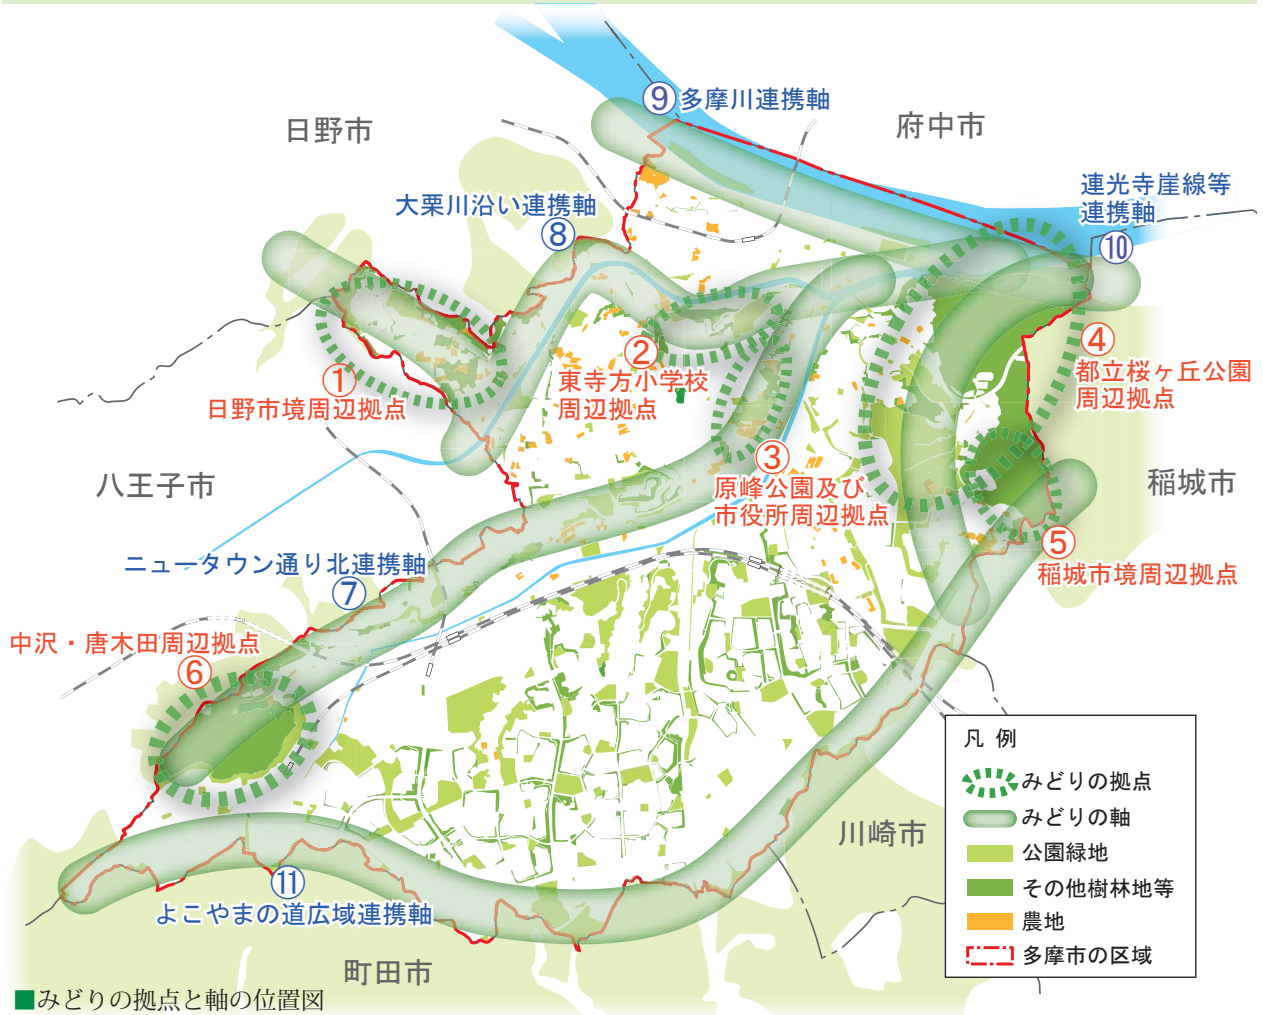 ⑨多摩川連携軸
日野市
府中市
連光寺崖線等
連携軸
⑩
大栗川沿い連携軸
⑧
①
日野市境周辺拠点
②
東寺方小学校
周辺拠点
④
都立桜ヶ丘公園
周辺拠点
③
原峰公園及び
市役所周辺拠点
八王子市
稲城市
⑤
稲城市境周辺拠点
ニュータウン通り北連携軸
⑦
中沢・唐木田周辺拠点
⑥
川崎市
⑪
よこやまの道広域連携軸
町田市
凡 例
みどりの拠点
みどりの軸
公園緑地
その他樹林地等
農地
多摩市の区域
■みどりの拠点と軸の位置図